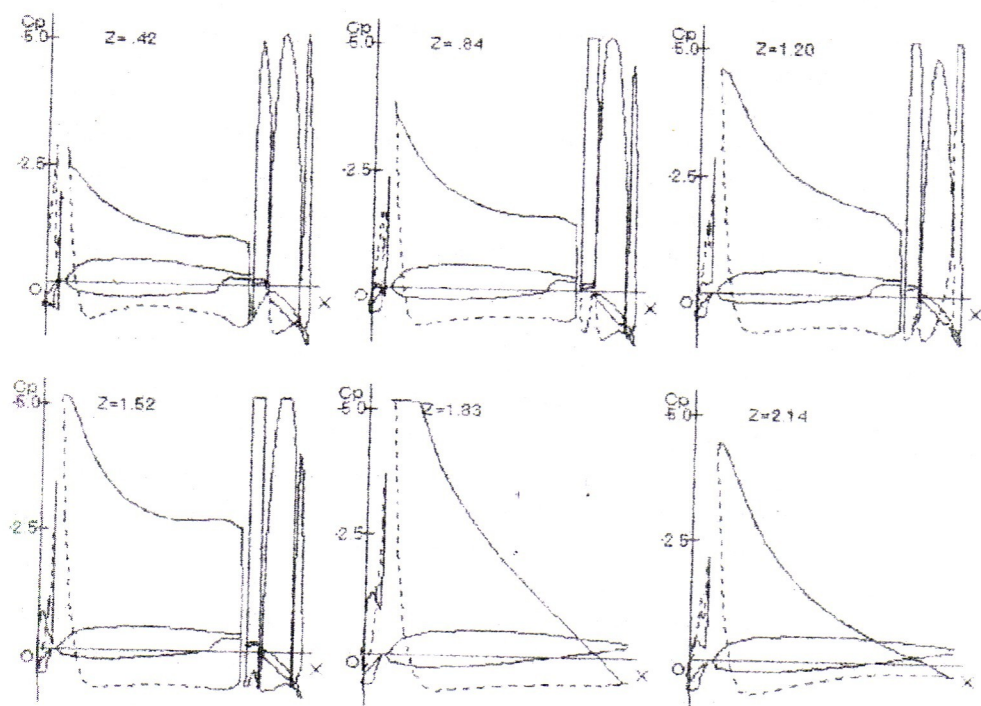 Cp
-5.0
Z = .42
-2.5
0
X
Cp
-5.0
Z = .84
-2.5
0
X
Cp
-5.0
Z=1.20
-2.5
0
X
Cp
-5.0
Z=1.52
-2.5
0
X
Cp
-5.0
Z=1.83
-2.5
0
X
Cp
-5.0
Z=2.14
-2.5
0
X